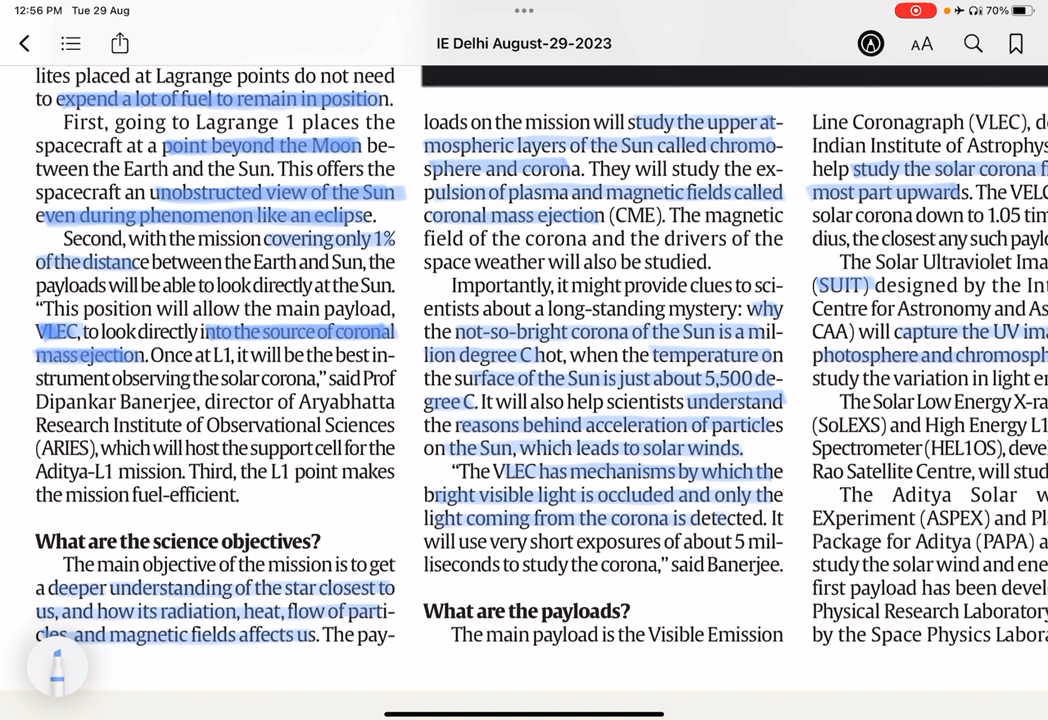 12:56 PM Tue 29 Aug
70%
IE Delhi August-29-2023
AA
lites placed at Lagrange points do not need
to expend a lot of fuel to remain in position.
First, going to Lagrange 1 places the
spacecraft at a point beyond the Moon be-
tween the Earth and the Sun. This offers the
spacecraft an unobstructed view of the Sun
even during phenomenon like an eclipse.
Second, with the mission covering only 1%
of the distance between the Earth and Sun, the
payloads will be able to look directly at the Sun.
“This position will allow the main payload,
VLEC, to look directly into the source of coronal
mass ejection. Once at L1, it will be the best in-
strument observing the solar corona,” said Prof
Dipankar Banerjee, director of Aryabhatta
Research Institute of Observational Sciences
(ARIES), which will host the support cell for the
Aditya-L1 mission. Third, the L1 point makes
the mission fuel-efficient.
What are the science objectives?
The main objective of the mission is to get
a deeper understanding of the star closest to
us, and how its radiation, heat, flow of parti-
cles, and magnetic fields affects us. The pay-
loads on the mission will study the upper at-
mospheric layers of the Sun called chromo-
sphere and corona. They will study the ex-
pulsion of plasma and magnetic fields called
coronal mass ejection (CME). The magnetic
field of the corona and the drivers of the
space weather will also be studied.
Importantly, it might provide clues to sci-
entists about a long-standing mystery: why
the not-so-bright corona of the Sun is a mil-
lion degree C hot, when the temperature on
the surface of the Sun is just about 5,500 de-
gree C. It will also help scientists understand
the reasons behind acceleration of particles
on the Sun, which leads to solar winds.
“The VLEC has mechanisms by which the
bright visible light is occluded and only the
light coming from the corona is detected. It
will use very short exposures of about 5 mil-
liseconds to study the corona,” said Banerjee.
What are the payloads?
The main payload is the Visible Emission
Line Coronagraph (VLEC), d
Indian Institute of Astrophys
help study the solar corona f
most part upwards. The VELC
solar corona down to 1.05 tim
dius, the closest any such paylo
The Solar Ultraviolet Ima
(SUIT) designed by the Int
Centre for Astronomy and As
CAA) will capture the UV ima
photosphere and chromosph
study the variation in light en
The Solar Low Energy X-ra
(SoLEXS) and High Energy L1
Spectrometer (HEL1OS), deve
Rao Satellite Centre, will stud
The Aditya Solar w
EXperiment (ASPEX) and Pl
Package for Aditya (PAPA) a
study the solar wind and ene
first payload has been devel
Physical Research Laboratory
by the Space Physics Labora